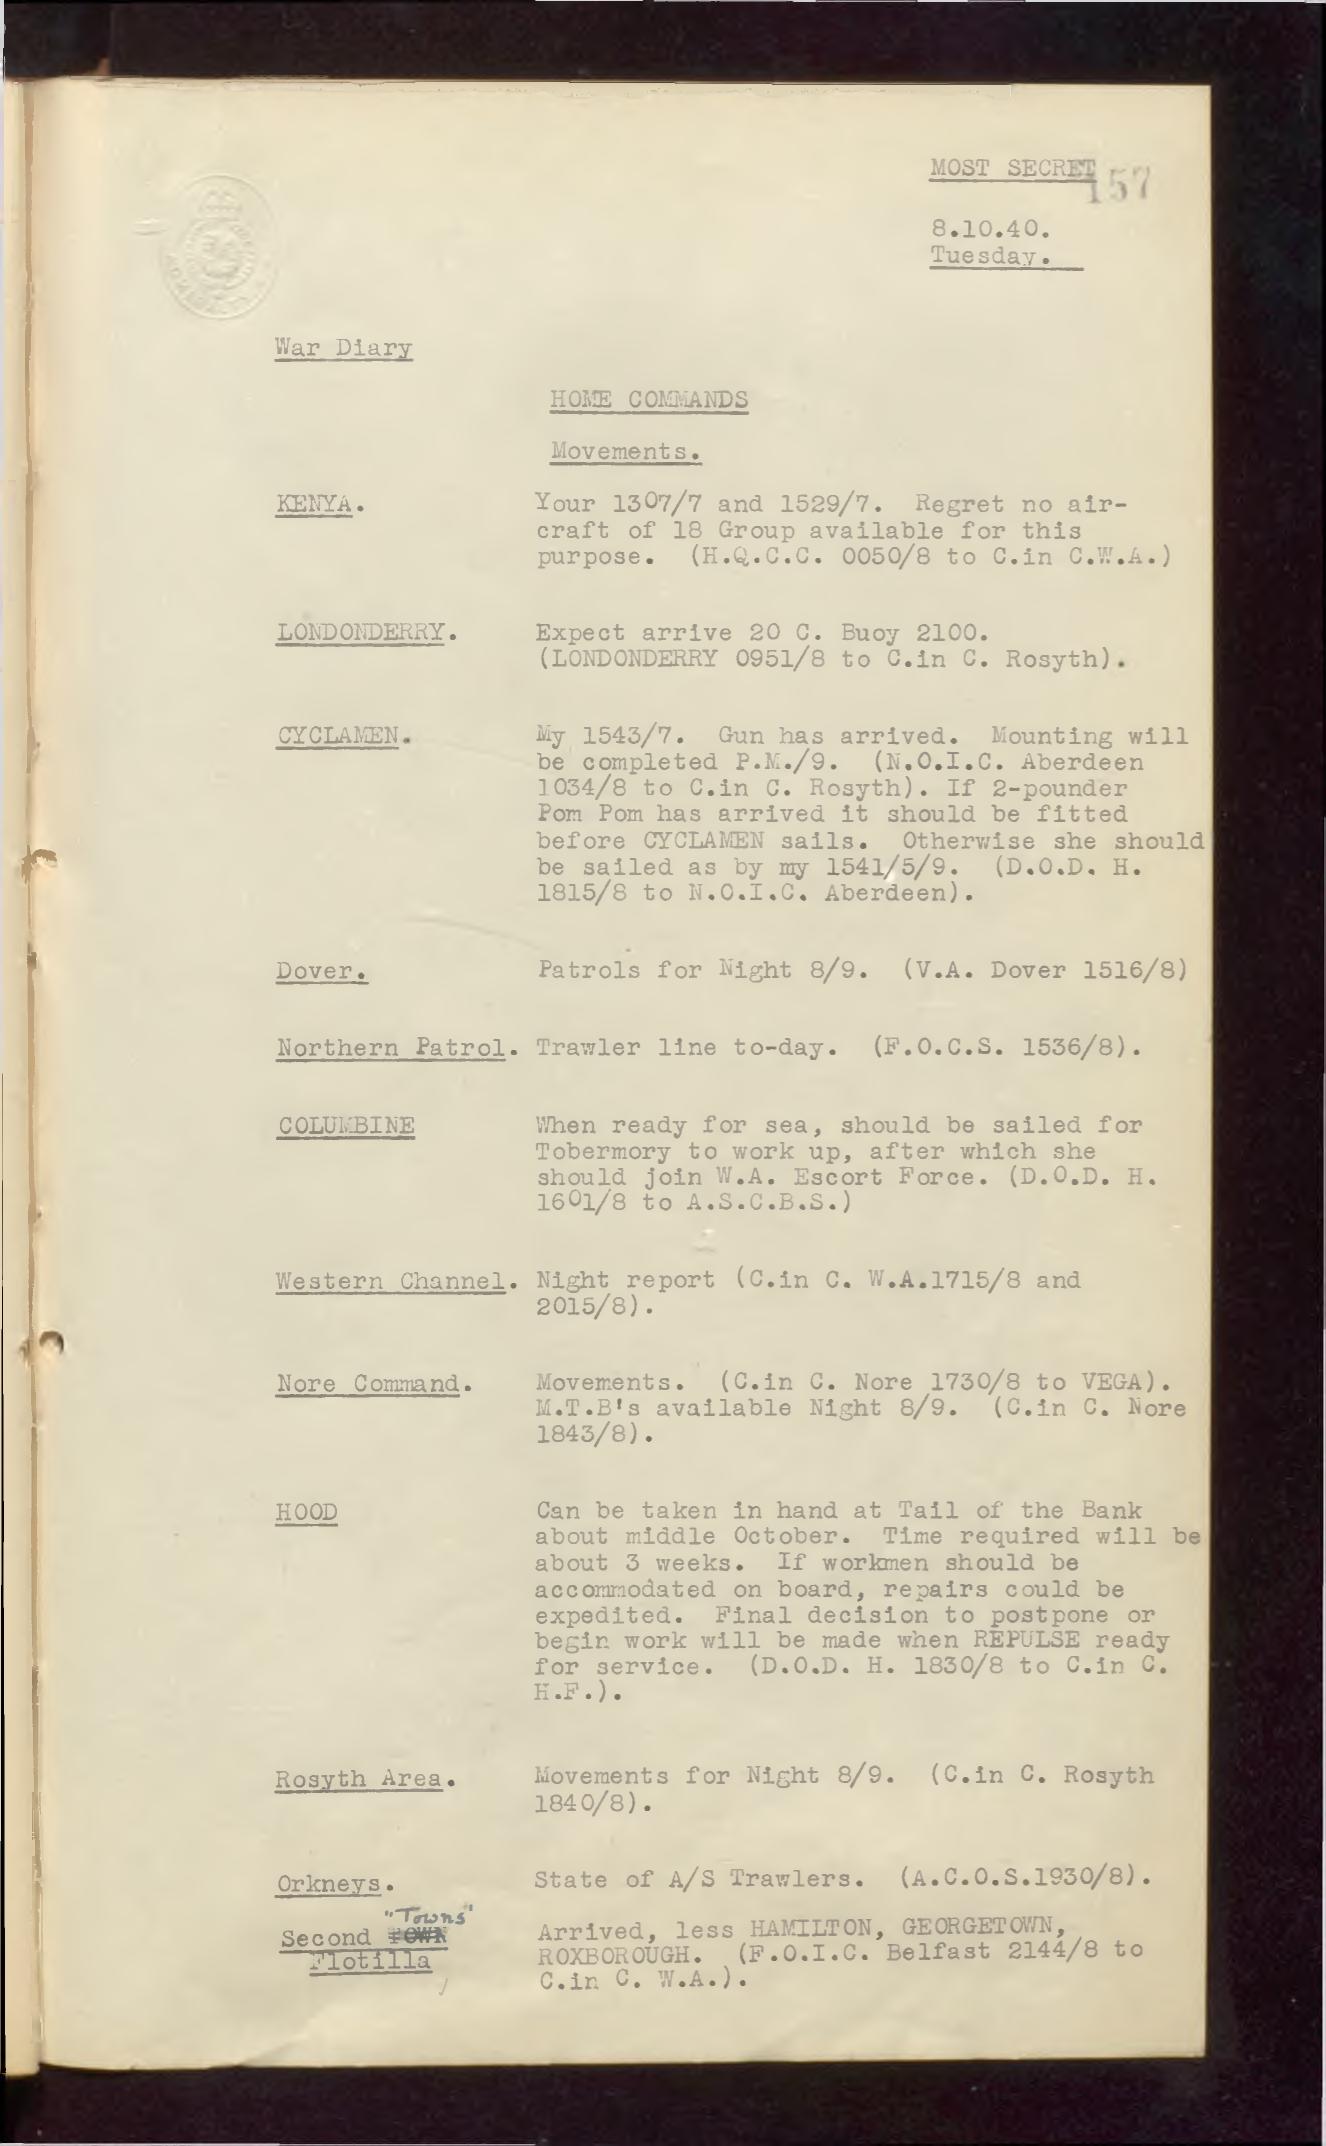 MOST SECRET
157
8.10.40.
Tuesday.
War Diary
HOME COMMANDS
Movements.
KENYA. Your 1307/7 and 1529/7. Regret no air-
craft of 18 Group available for this
purpose. (H.Q.C.C. 0050/8 to C.in C.W.A.)
LONDONDERRY. Expect arrive 20 C. Buoy 2100.
(LONDONDERRY 0951/8 to C.in C. Rosyth).
CYCLAMEN. My 1543/7. Gun has arrived. Mounting will
be completed P.M./9. (N.O.I.C. Aberdeen
1034/8 to C.in C. Rosyth). If 2-pounder
Pom Pom has arrived it should be fitted
before CYCLAMEN sails. Otherwise she should
be sailed as by my 1541/5/9. (D.O.D. H.
1815/8 to N.O.I.C. Aberdeen).
Dover. Patrols for Night 8/9. (V.A. Dover 1516/8)
Northern Patrol. Trawler line to-day. (F.O.C.S. 1536/8).
COLUMBINE When ready for sea, should be sailed for
Tobermory to work up, after which she
should join W.A. Escort Force. (D.O.D. H.
1601/8 to A.S.C.B.S.)
Western Channel. Night report (C.in C. W.A.1715/8 and
2015/8).
Nore Command. Movements. (C.in C. Nore 1730/8 to VEGA).
M.T.B's available Night 8/9. (C.in C. Nore
1843/8).
HOOD Can be taken in hand at Tail of the Bank
about middle October. Time required will be
about 3 weeks. If workmen should be
accommodated on board, repairs could be
expedited. Final decision to postpone or
begin work will be made when REPULSE ready
for service. (D.O.D. H. 1830/8 to C.in C.
H.F.).
Rosyth Area. Movements for Night 8/9. (C.in C. Rosyth
1840/8).
Orkneys. State of A/S Trawlers. (A.C.O.S.1930/8).
"Towns"
Second TOWN Arrived, less HAMILTON, GEORGETOWN,
Flotilla ROXBOROUGH. (F.O.I.C. Belfast 2144/8 to
C.in C. W.A.).